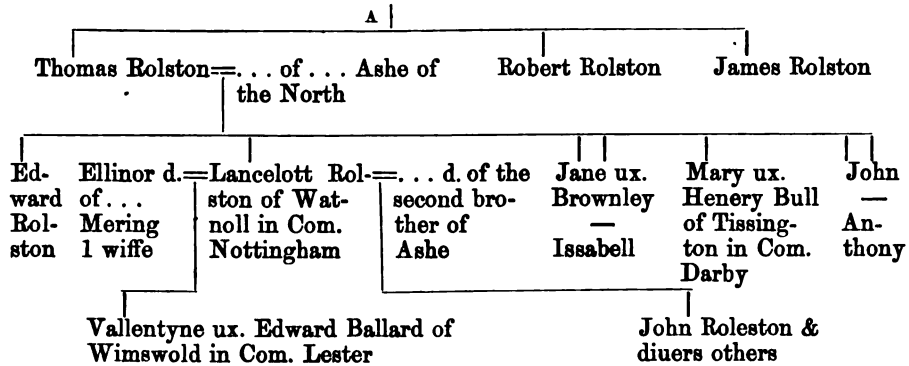 A
Thomas Rolston=. . . of . . . Ashe of
the North
Robert Rolston
James Rolston
Ed-
ward
Rol-
ston
Ellinor d.=
of . . .
Mering
1 wiffe
Lancelott Rol-=
ston of Wat-
noll in Com.
Nottingham
. . . d. of the
second bro-
ther of
Ashe
Jane ux.
Brownley
—
Issabell
Mary ux.
Henery Bull
of Tissing-
ton in Com.
Darby
John
—
An-
thony
Vallentyne ux. Edward Ballard of
Wimswold in Com. Lester
John Roleston &
diuers others